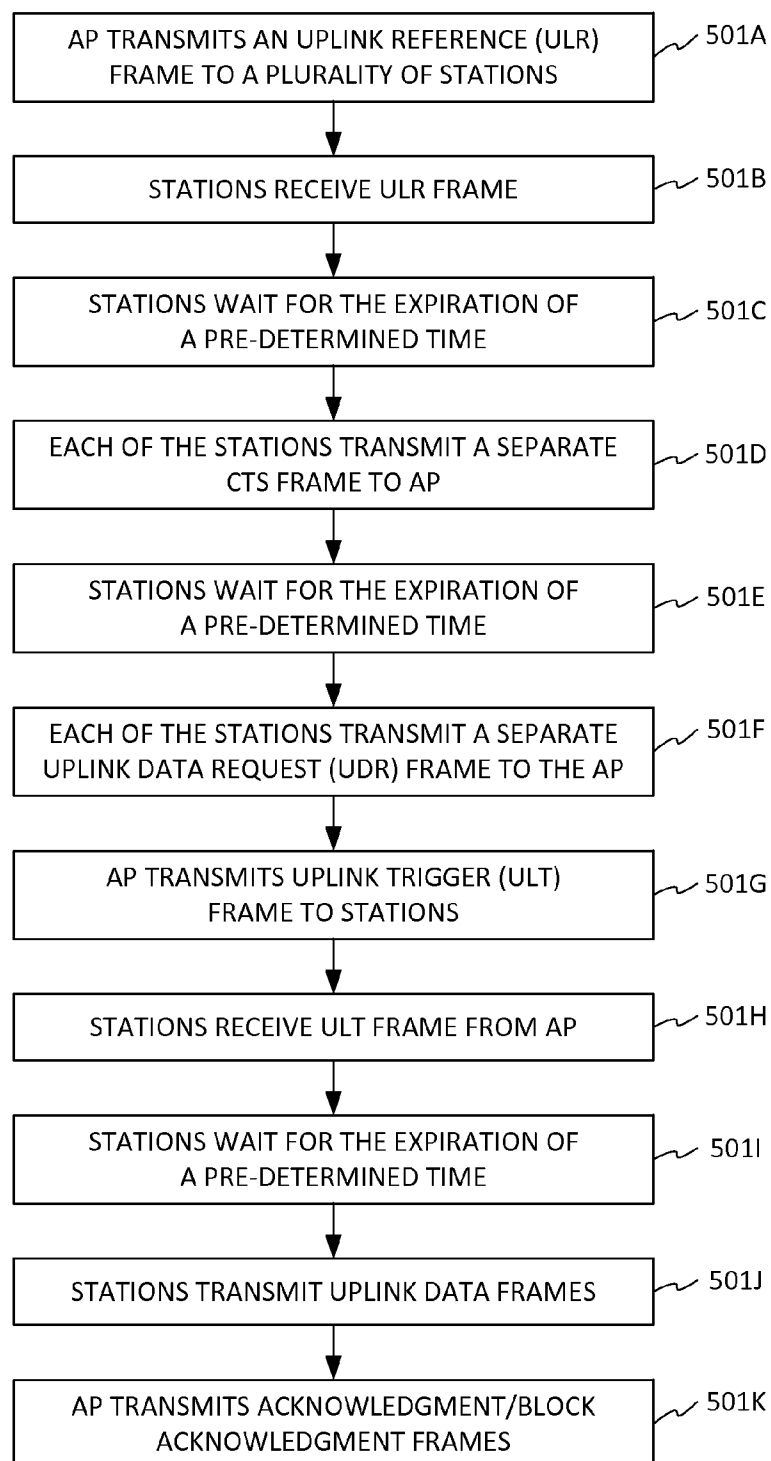 AP TRANSMITS AN UPLINK REFERENCE (ULR)
FRAME TO A PLURALITY OF STATIONS
501A
STATIONS RECEIVE ULR FRAME
501B
STATIONS WAIT FOR THE EXPIRATION OF
A PRE-DETERMINED TIME
501C
EACH OF THE STATIONS TRANSMIT A SEPARATE
CTS FRAME TO AP
501D
STATIONS WAIT FOR THE EXPIRATION OF
A PRE-DETERMINED TIME
501E
EACH OF THE STATIONS TRANSMIT A SEPARATE
UPLINK DATA REQUEST (UDR) FRAME TO THE AP
501F
AP TRANSMITS UPLINK TRIGGER (ULT)
FRAME TO STATIONS
501G
STATIONS RECEIVE ULT FRAME FROM AP
501H
STATIONS WAIT FOR THE EXPIRATION OF
A PRE-DETERMINED TIME
501I
STATIONS TRANSMIT UPLINK DATA FRAMES
501J
AP TRANSMITS ACKNOWLEDGMENT/BLOCK
ACKNOWLEDGMENT FRAMES
501K